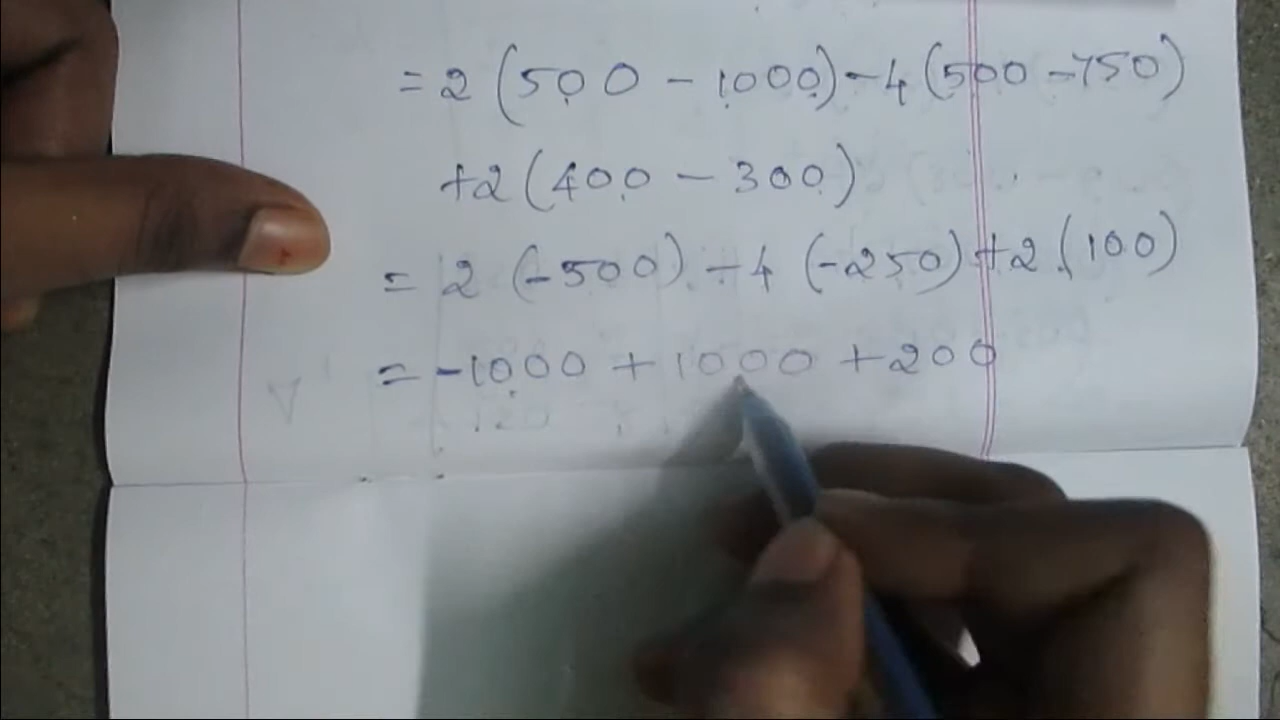 = 2 (500 - 1000) - 4 (500 - 750)
+2 (400 - 300)
= 2 (-500) - 4 (-250) + 2 (100)
= -1000 + 1000 + 200